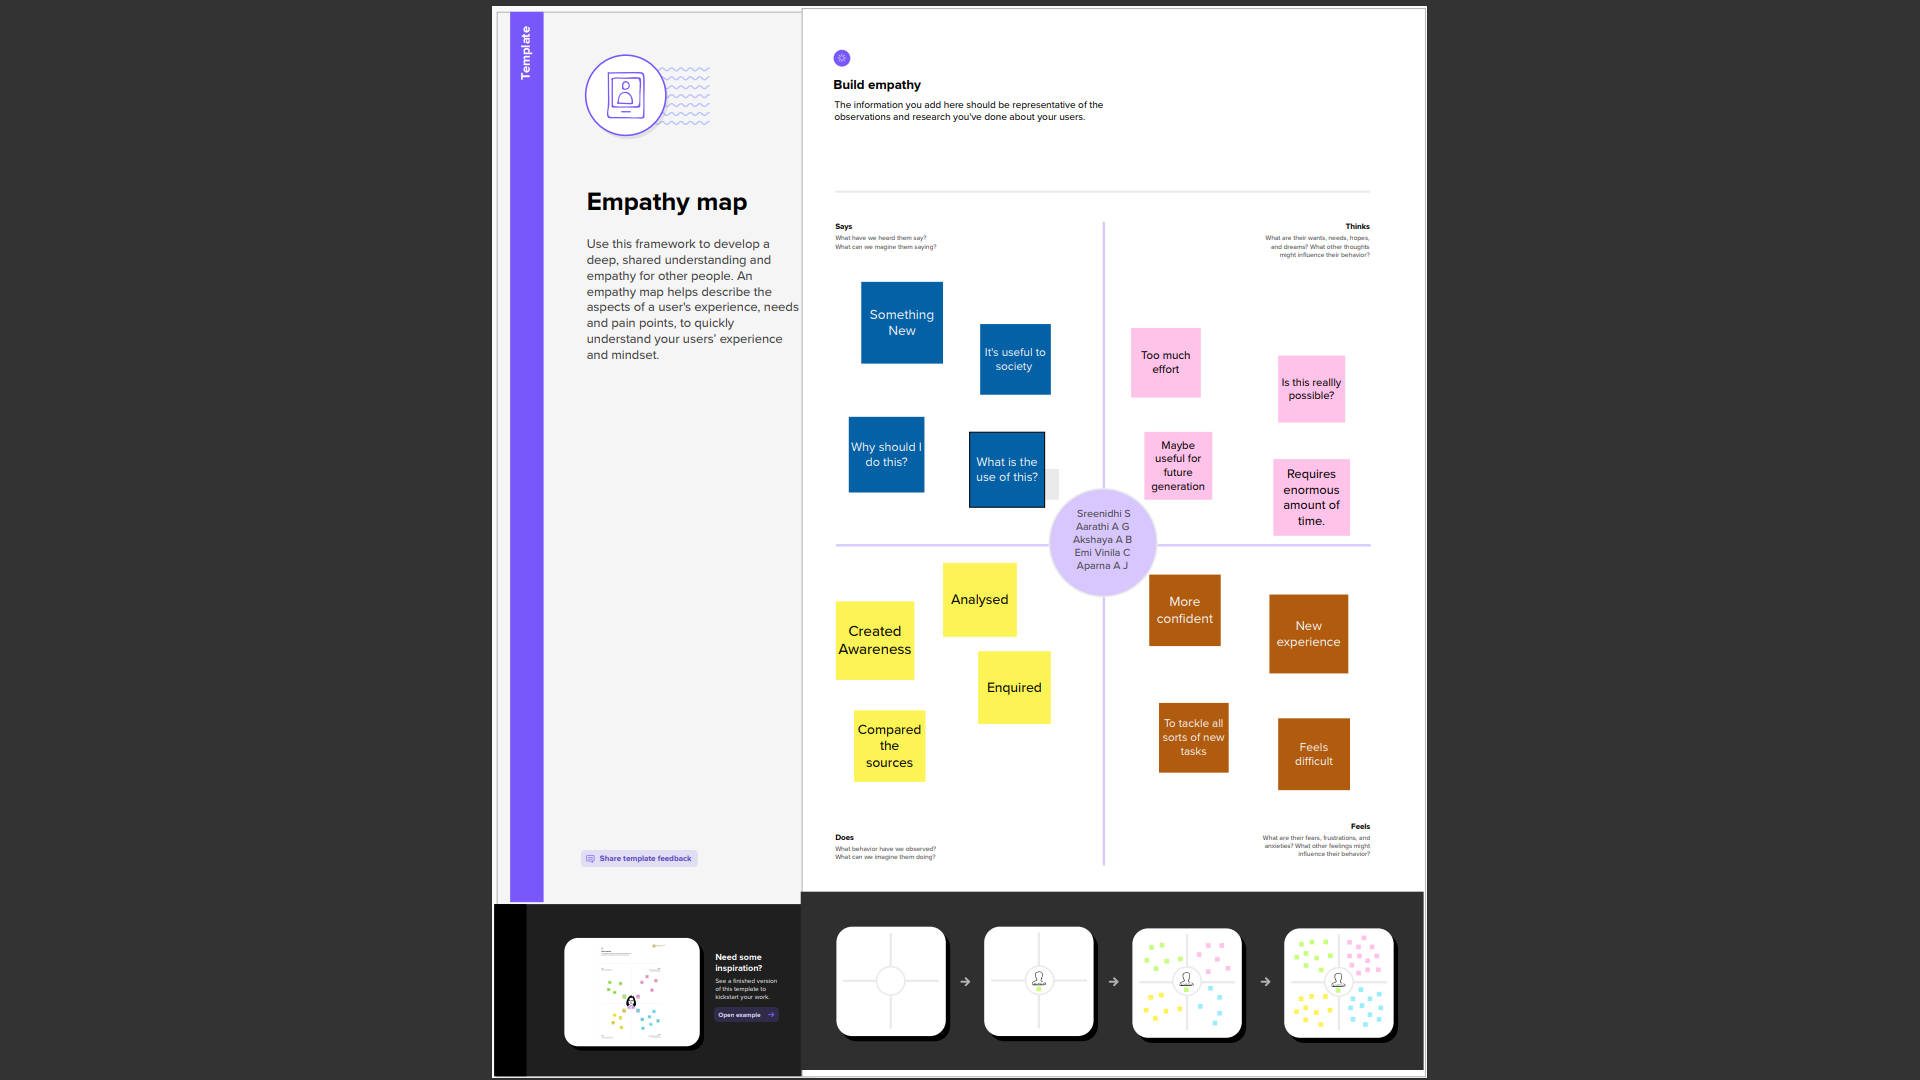 Template
Empathy map
Use this framework to develop a
deep, shared understanding and
empathy for other people. An
empathy map helps describe the
aspects of a user's experience, needs
and pain points, to quickly
understand your users' experience
and mindset.
Share template feedback
Need some
inspiration?
See a finished version
of this template to
kickstart your work.
Open example
Build empathy
The information you add here should be representative of the
observations and research you've done about your users.
Says
What have we heard them say?
What can we magine them saying?
Something
New
It's useful to
society
Why should I
do this?
What is the
use of this?
Thinks
What are their wants, needs, hopes,
and dreams? What other thoughts
might influence their behavior?
Too much
effort
Is this reallly
possible?
Maybe
useful for
future
generation
Requires
enormous
amount of
time.
Sreenidhi S
Aarathi A G
Akshaya A B
Emi Vinila C
Aparna A J
Analysed
Created
Awareness
Enquired
Compared
the
sources
Does
What behavior have we observed?
What can we imagine them doing?
More
confident
New
experience
To tackle all
sorts of new
tasks
Feels
difficult
Feels
What are their fears, frustrations, and
anxieties? What other feelings might
influence their behavior?